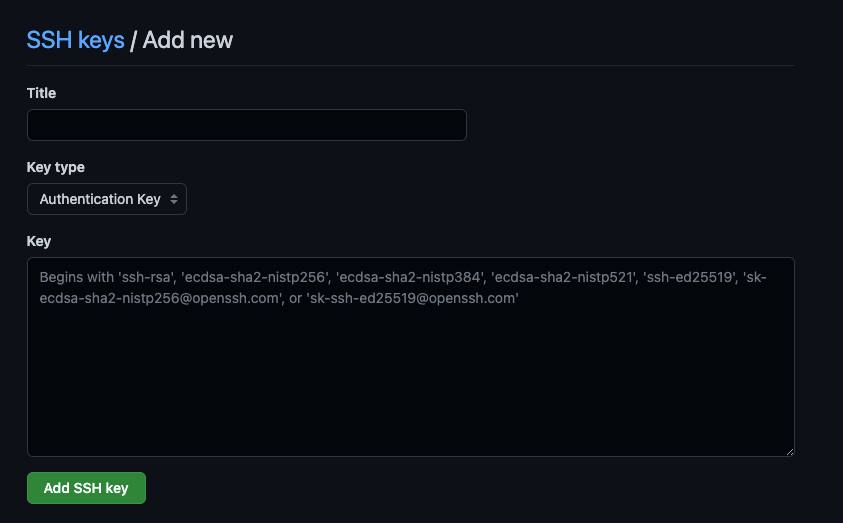 SSH keys / Add new
Title
Key type
Authentication Key
Key
Begins with 'ssh-rsa', 'ecdsa-sha2-nistp256', 'ecdsa-sha2-nistp384', 'ecdsa-sha2-nistp521', 'ssh-ed25519', 'sk-
ecdsa-sha2-nistp256@openssh.com', or 'sk-ssh-ed25519@openssh.com'
Add SSH key